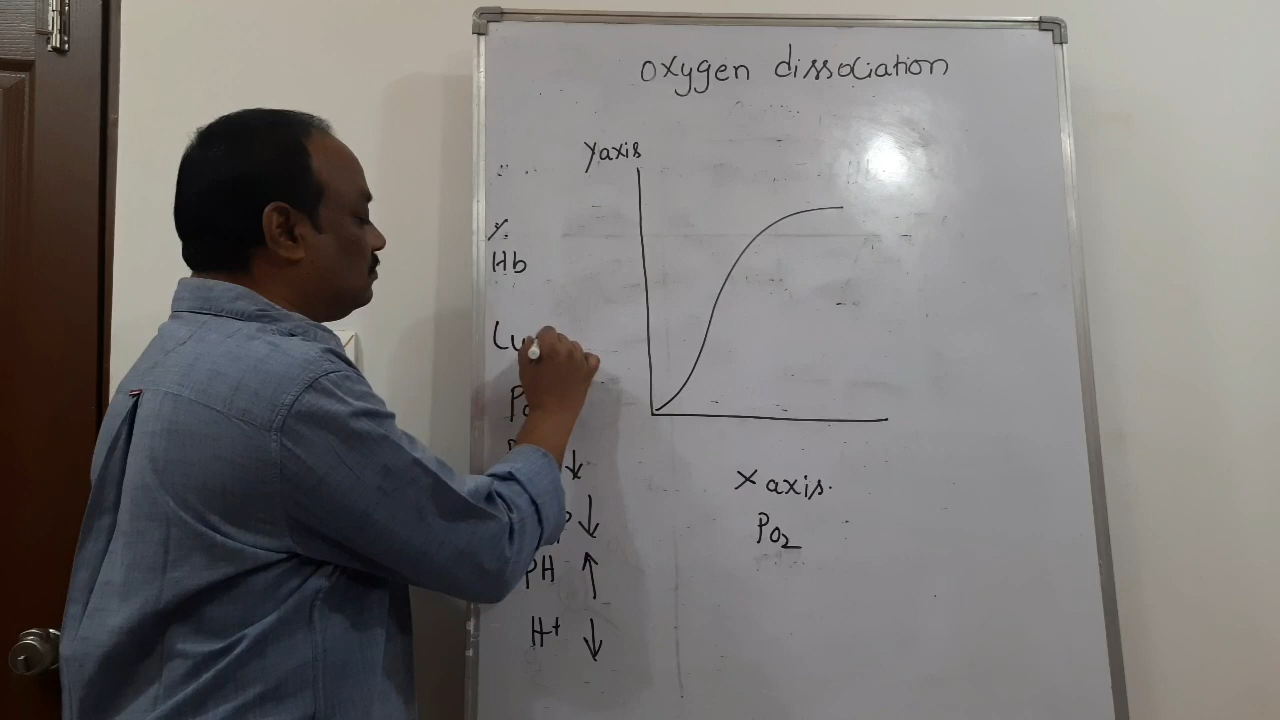 oxygen dissociation
Yaxis
%
Hb
↓
↓
PH ↑
H+ ↓
X axis.
PO2